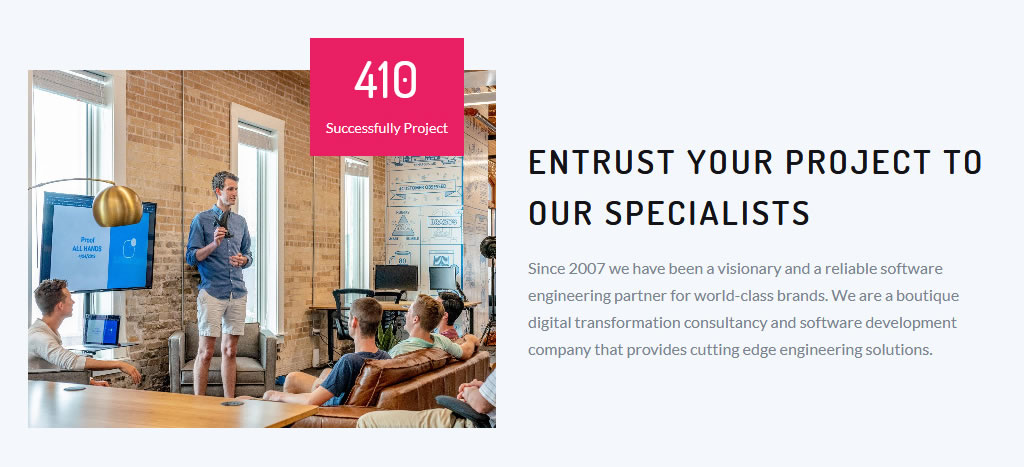 410
Successfully Project
ENTRUST YOUR PROJECT TO
OUR SPECIALISTS
Since 2007 we have been a visionary and a reliable software
engineering partner for world-class brands. We are a boutique
digital transformation consultancy and software development
company that provides cutting edge engineering solutions.
Proof
ALL HANDS
CUSTOMER OBSESSED